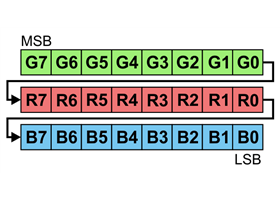 MSB
G7 G6 G5 G4 G3 G2 G1 G0
R7 R6 R5 R4 R3 R2 R1 R0
B7 B6 B5 B4 B3 B2 B1 B0
LSB